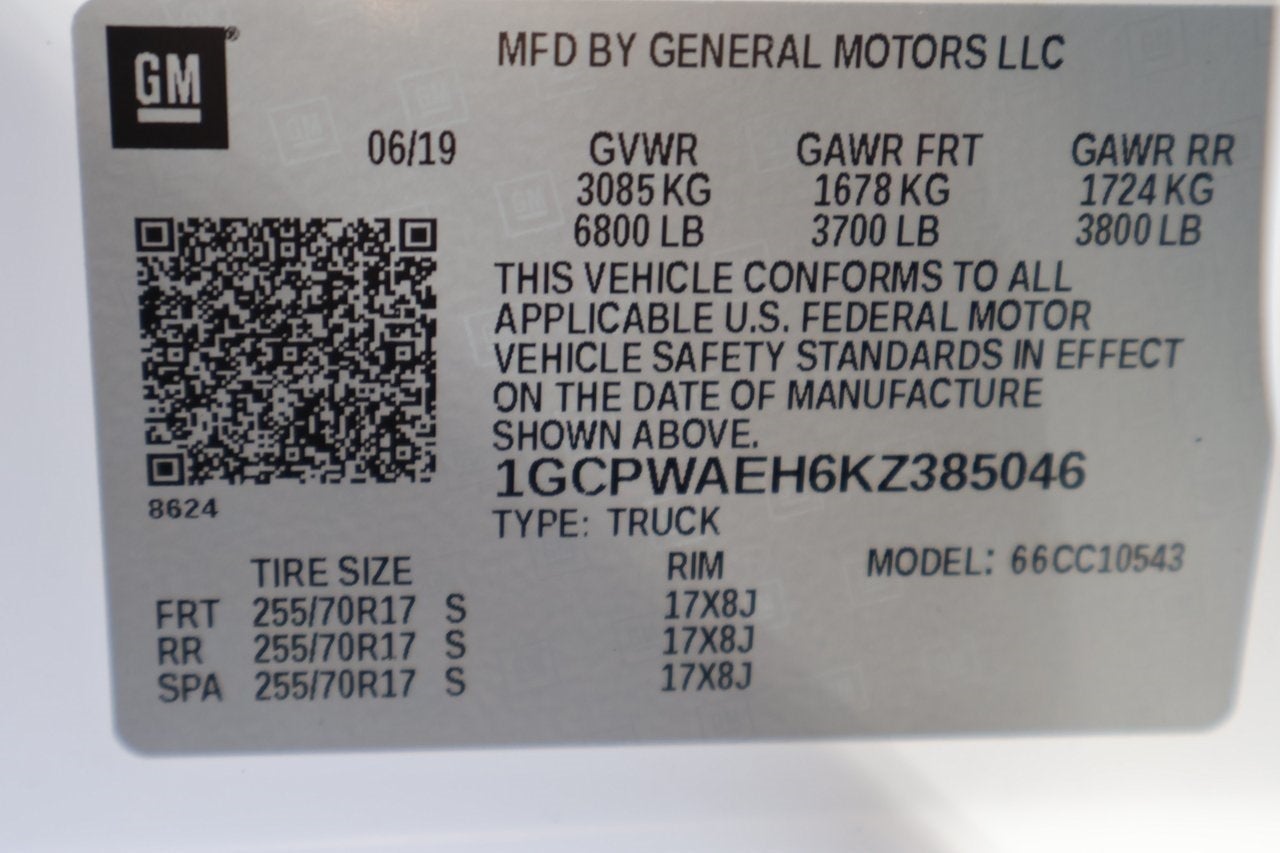 GM®
MFD BY GENERAL MOTORS LLC
06/19 GVWR GAWR FRT GAWR RR
3085 KG 1678 KG 1724 KG
6800 LB 3700 LB 3800 LB
THIS VEHICLE CONFORMS TO ALL
APPLICABLE U.S. FEDERAL MOTOR
VEHICLE SAFETY STANDARDS IN EFFECT
ON THE DATE OF MANUFACTURE
SHOWN ABOVE.
1GCPWAEH6KZ385046
8624
TYPE: TRUCK
TIRE SIZE RIM MODEL: 66CC10543
FRT 255/70R17 S 17X8J
RR 255/70R17 S 17X8J
SPA 255/70R17 S 17X8J